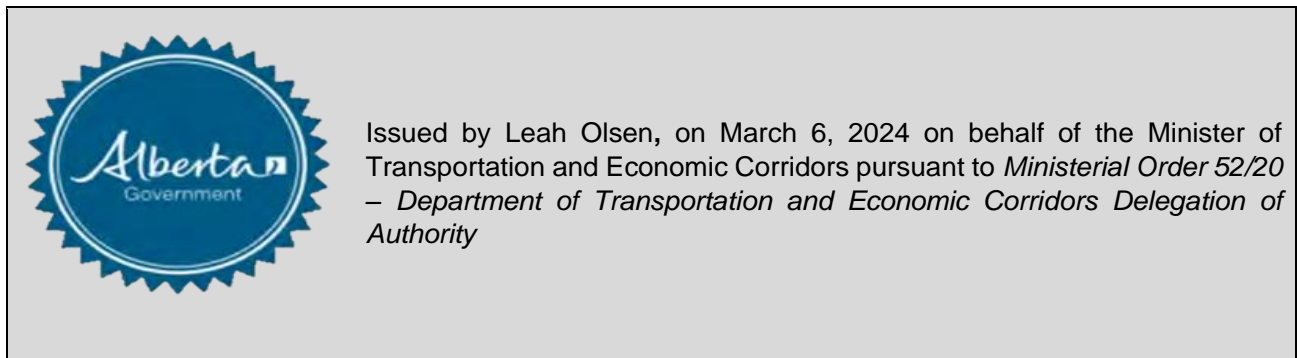 Alberta
Government
Issued by Leah Olsen, on March 6, 2024 on behalf of the Minister of
Transportation and Economic Corridors pursuant to Ministerial Order 52/20
– Department of Transportation and Economic Corridors Delegation of
Authority